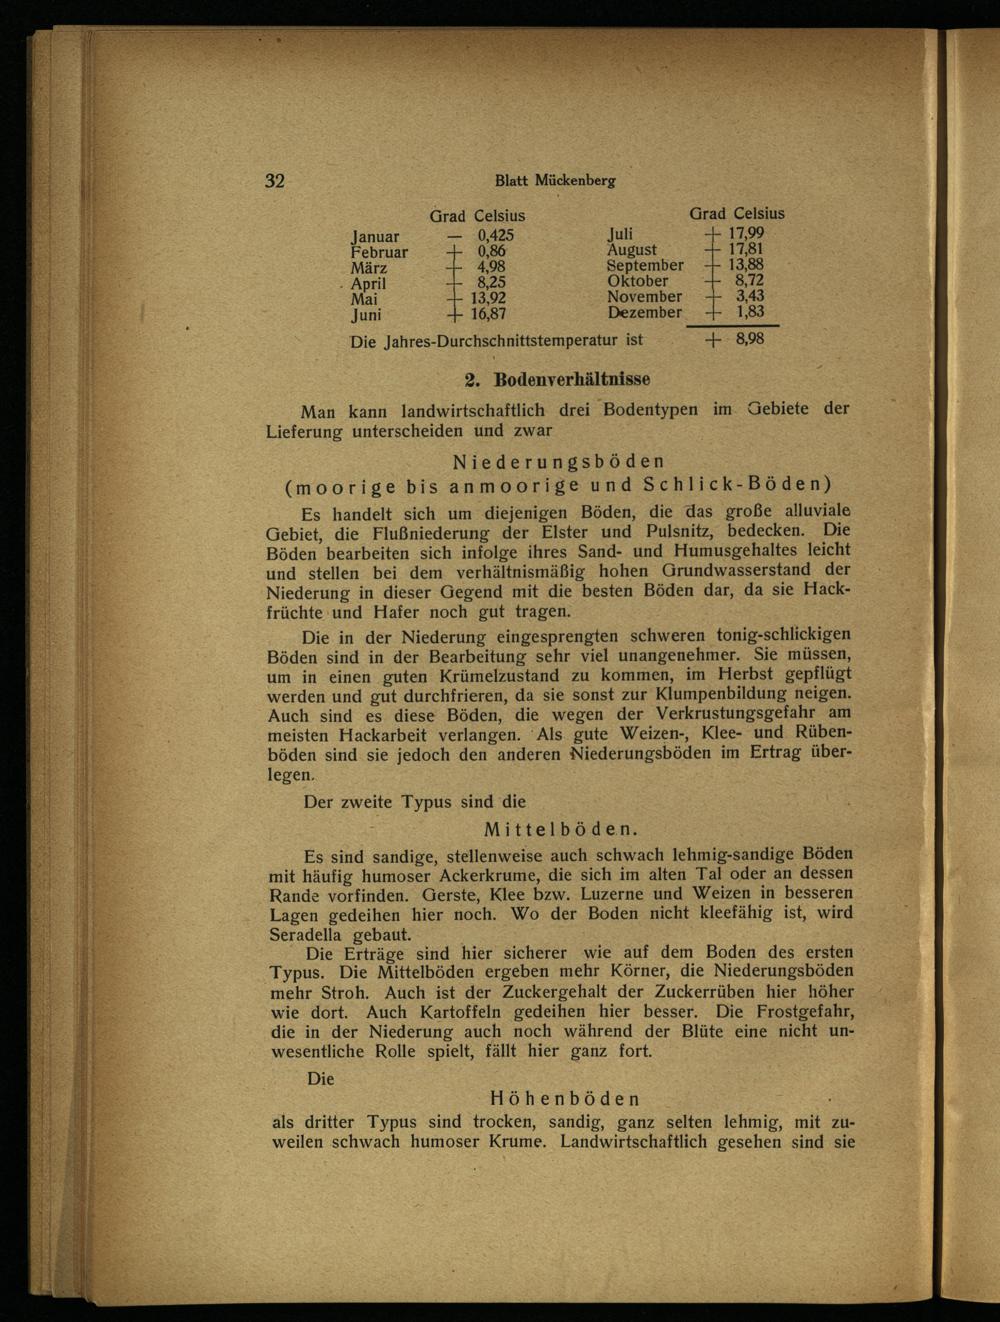 32 Blatt Mückenberg
Grad Celsius Grad Celsius
Januar — 0,425 Juli + 17,99
Februar + 0,86 August + 17,81
März + 4,98 September + 13,88
April + 8,25 Oktober + 8,72
Mai + 13,92 November + 3,43
Juni + 16,87 Dezember + 1,83
Die Jahres-Durchschnittstemperatur ist + 8,98
2. Bodenverhältnisse
Man kann landwirtschaftlich drei Bodentypen im Gebiete der
Lieferung unterscheiden und zwar
Niederungsböden
(moorige bis anmoorige und Schlick-Böden)
Es handelt sich um diejenigen Böden, die das große alluviale
Gebiet, die Flußniederung der Elster und Pulsnitz, bedecken. Die
Böden bearbeiten sich infolge ihres Sand- und Humusgehaltes leicht
und stellen bei dem verhältnismäßig hohen Grundwasserstand der
Niederung in dieser Gegend mit die besten Böden dar, da sie Hack-
früchte und Hafer noch gut tragen.
Die in der Niederung eingesprengten schweren tonig-schlickigen
Böden sind in der Bearbeitung sehr viel unangenehmer. Sie müssen,
um in einen guten Krümelzustand zu kommen, im Herbst gepflügt
werden und gut durchfrieren, da sie sonst zur Klumpenbildung neigen.
Auch sind es diese Böden, die wegen der Verkrustungsgefahr am
meisten Hackarbeit verlangen. Als gute Weizen-, Klee- und Rüben-
böden sind sie jedoch den anderen Niederungsböden im Ertrag über-
legen.
Der zweite Typus sind die
Mittelböden.
Es sind sandige, stellenweise auch schwach lehmig-sandige Böden
mit häufig humoser Ackerkrume, die sich im alten Tal oder an dessen
Rande vorfinden. Gerste, Klee bzw. Luzerne und Weizen in besseren
Lagen gedeihen hier noch. Wo der Boden nicht kleefähig ist, wird
Seradella gebaut.
Die Erträge sind hier sicherer wie auf dem Boden des ersten
Typus. Die Mittelböden ergeben mehr Körner, die Niederungsböden
mehr Stroh. Auch ist der Zuckergehalt der Zuckerrüben hier höher
wie dort. Auch Kartoffeln gedeihen hier besser. Die Frostgefahr,
die in der Niederung auch noch während der Blüte eine nicht un-
wesentliche Rolle spielt, fällt hier ganz fort.
Die
Höhenböden
als dritter Typus sind trocken, sandig, ganz selten lehmig, mit zu-
weilen schwach humoser Krume. Landwirtschaftlich gesehen sind sie